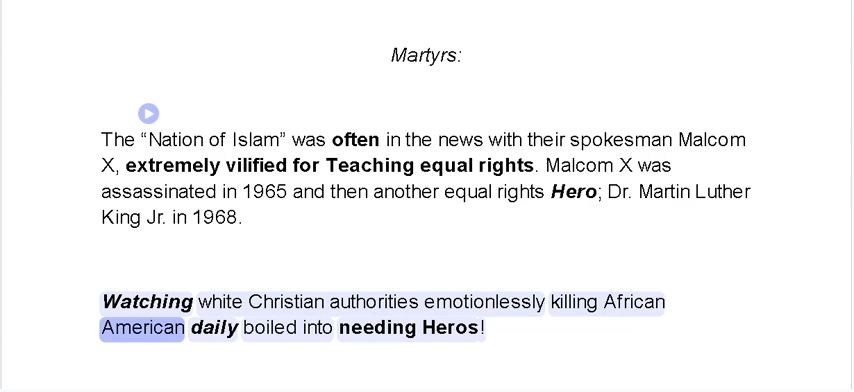 Martyrs:
The “Nation of Islam” was often in the news with their spokesman Malcom
X, extremely vilified for Teaching equal rights. Malcom X was
assassinated in 1965 and then another equal rights Hero; Dr. Martin Luther
King Jr. in 1968.
Watching white Christian authorities emotionlessly killing African
American daily boiled into needing Heros!